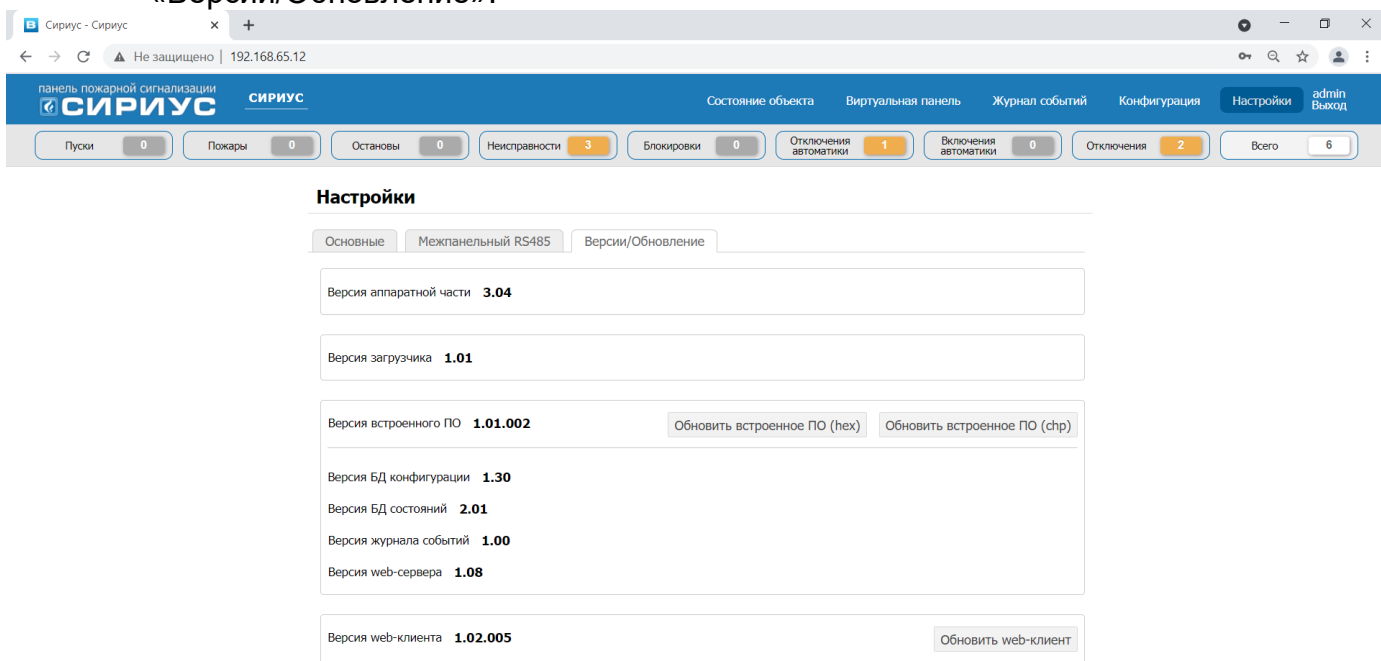 «Версии/Обновление».
Сириус - Сириус
Не защищено | 192.168.65.12
панель пожарной сигнализации
СИРИУС
СИРИУС
Состояние объекта Виртуальная панель Журнал событий Конфигурация Настройки admin
Выход
Пуски 0 Пожары 0 Остановы 0 Неисправности 3 Блокировки 0 Отключения автоматики 1 Включения автоматики 0 Отключения 2 Всего 6
Настройки
Основные Межпанельный RS485 Версии/Обновление
Версия аппаратной части 3.04
Версия загрузчика 1.01
Версия встроенного ПО 1.01.002 Обновить встроенное ПО (hex) Обновить встроенное ПО (chp)
Версия БД конфигурации 1.30
Версия БД состояний 2.01
Версия журнала событий 1.00
Версия web-сервера 1.08
Версия web-клиента 1.02.005 Обновить web-клиент